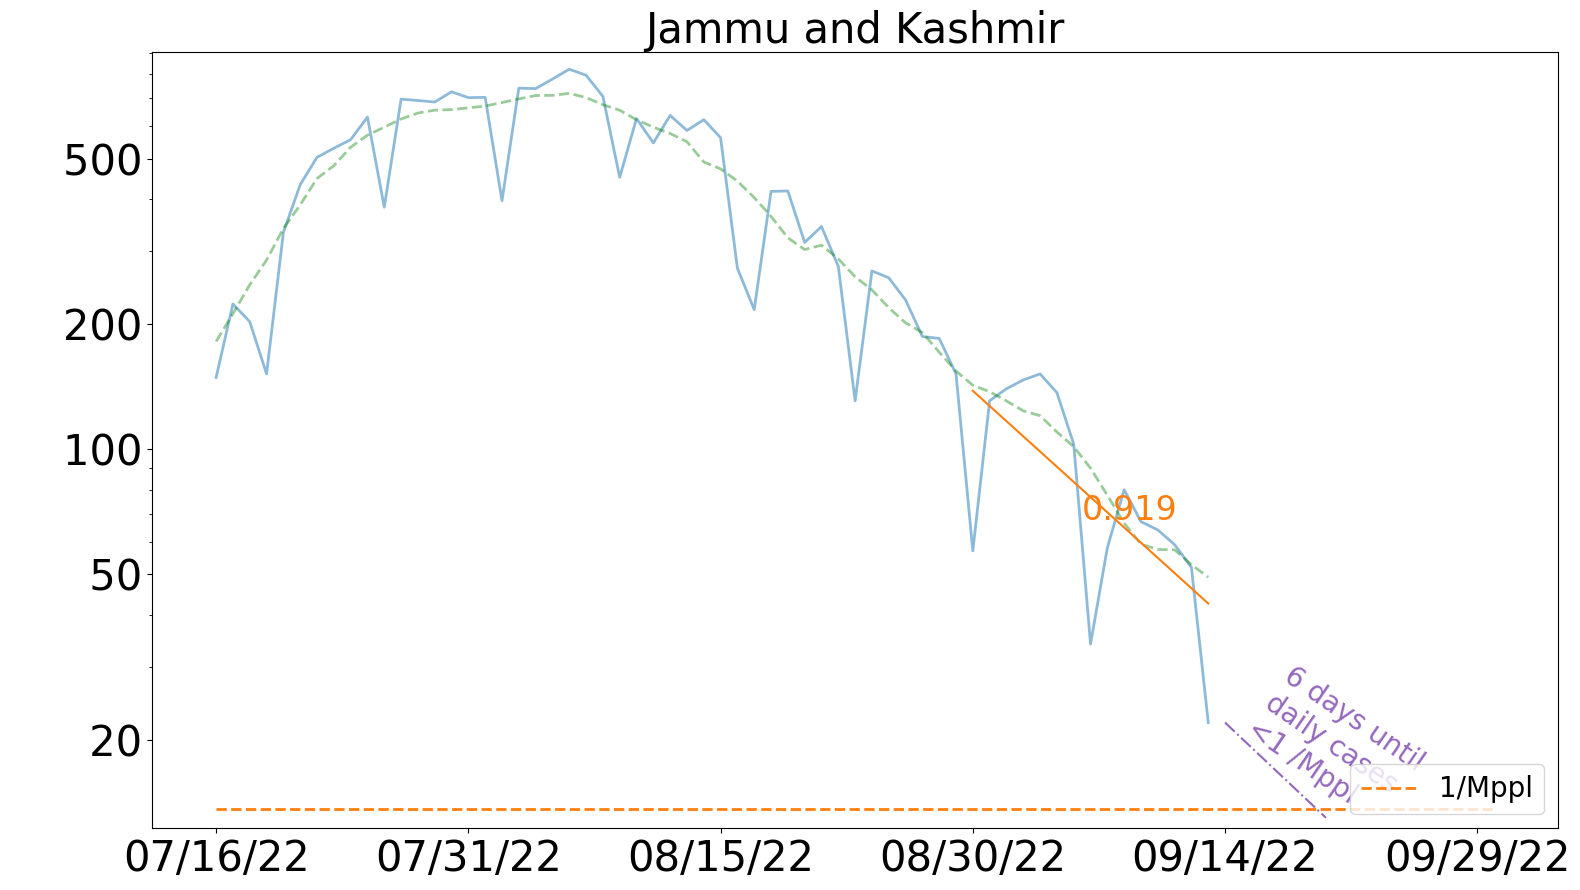 Jammu and Kashmir
500
200
100
50
20
0.919
6 days until
daily cases
<1 /Mppl
1/Mppl
07/16/22
07/31/22
08/15/22
08/30/22
09/14/22
09/29/22